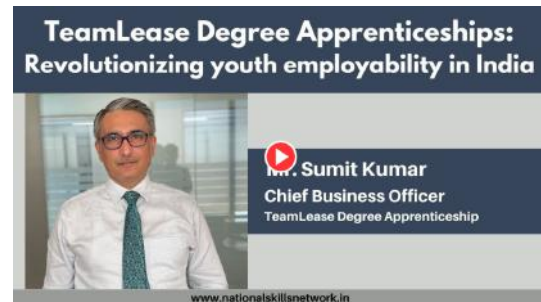 TeamLease Degree Apprenticeships:
Revolutionizing youth employability in India
Mr. Sumit Kumar
Chief Business Officer
TeamLease Degree Apprenticeship
www.nationalskillsnetwork.in